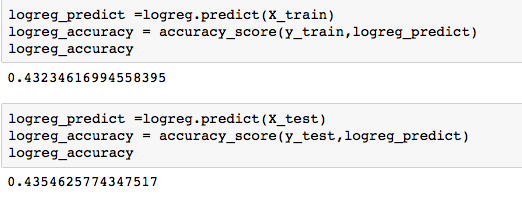 logreg_predict =logreg.predict(X_train)
logreg_accuracy = accuracy_score(y_train,logreg_predict)
logreg_accuracy
0.43234616994558395
logreg_predict =logreg.predict(X_test)
logreg_accuracy = accuracy_score(y_test,logreg_predict)
logreg_accuracy
0.4354625774347517